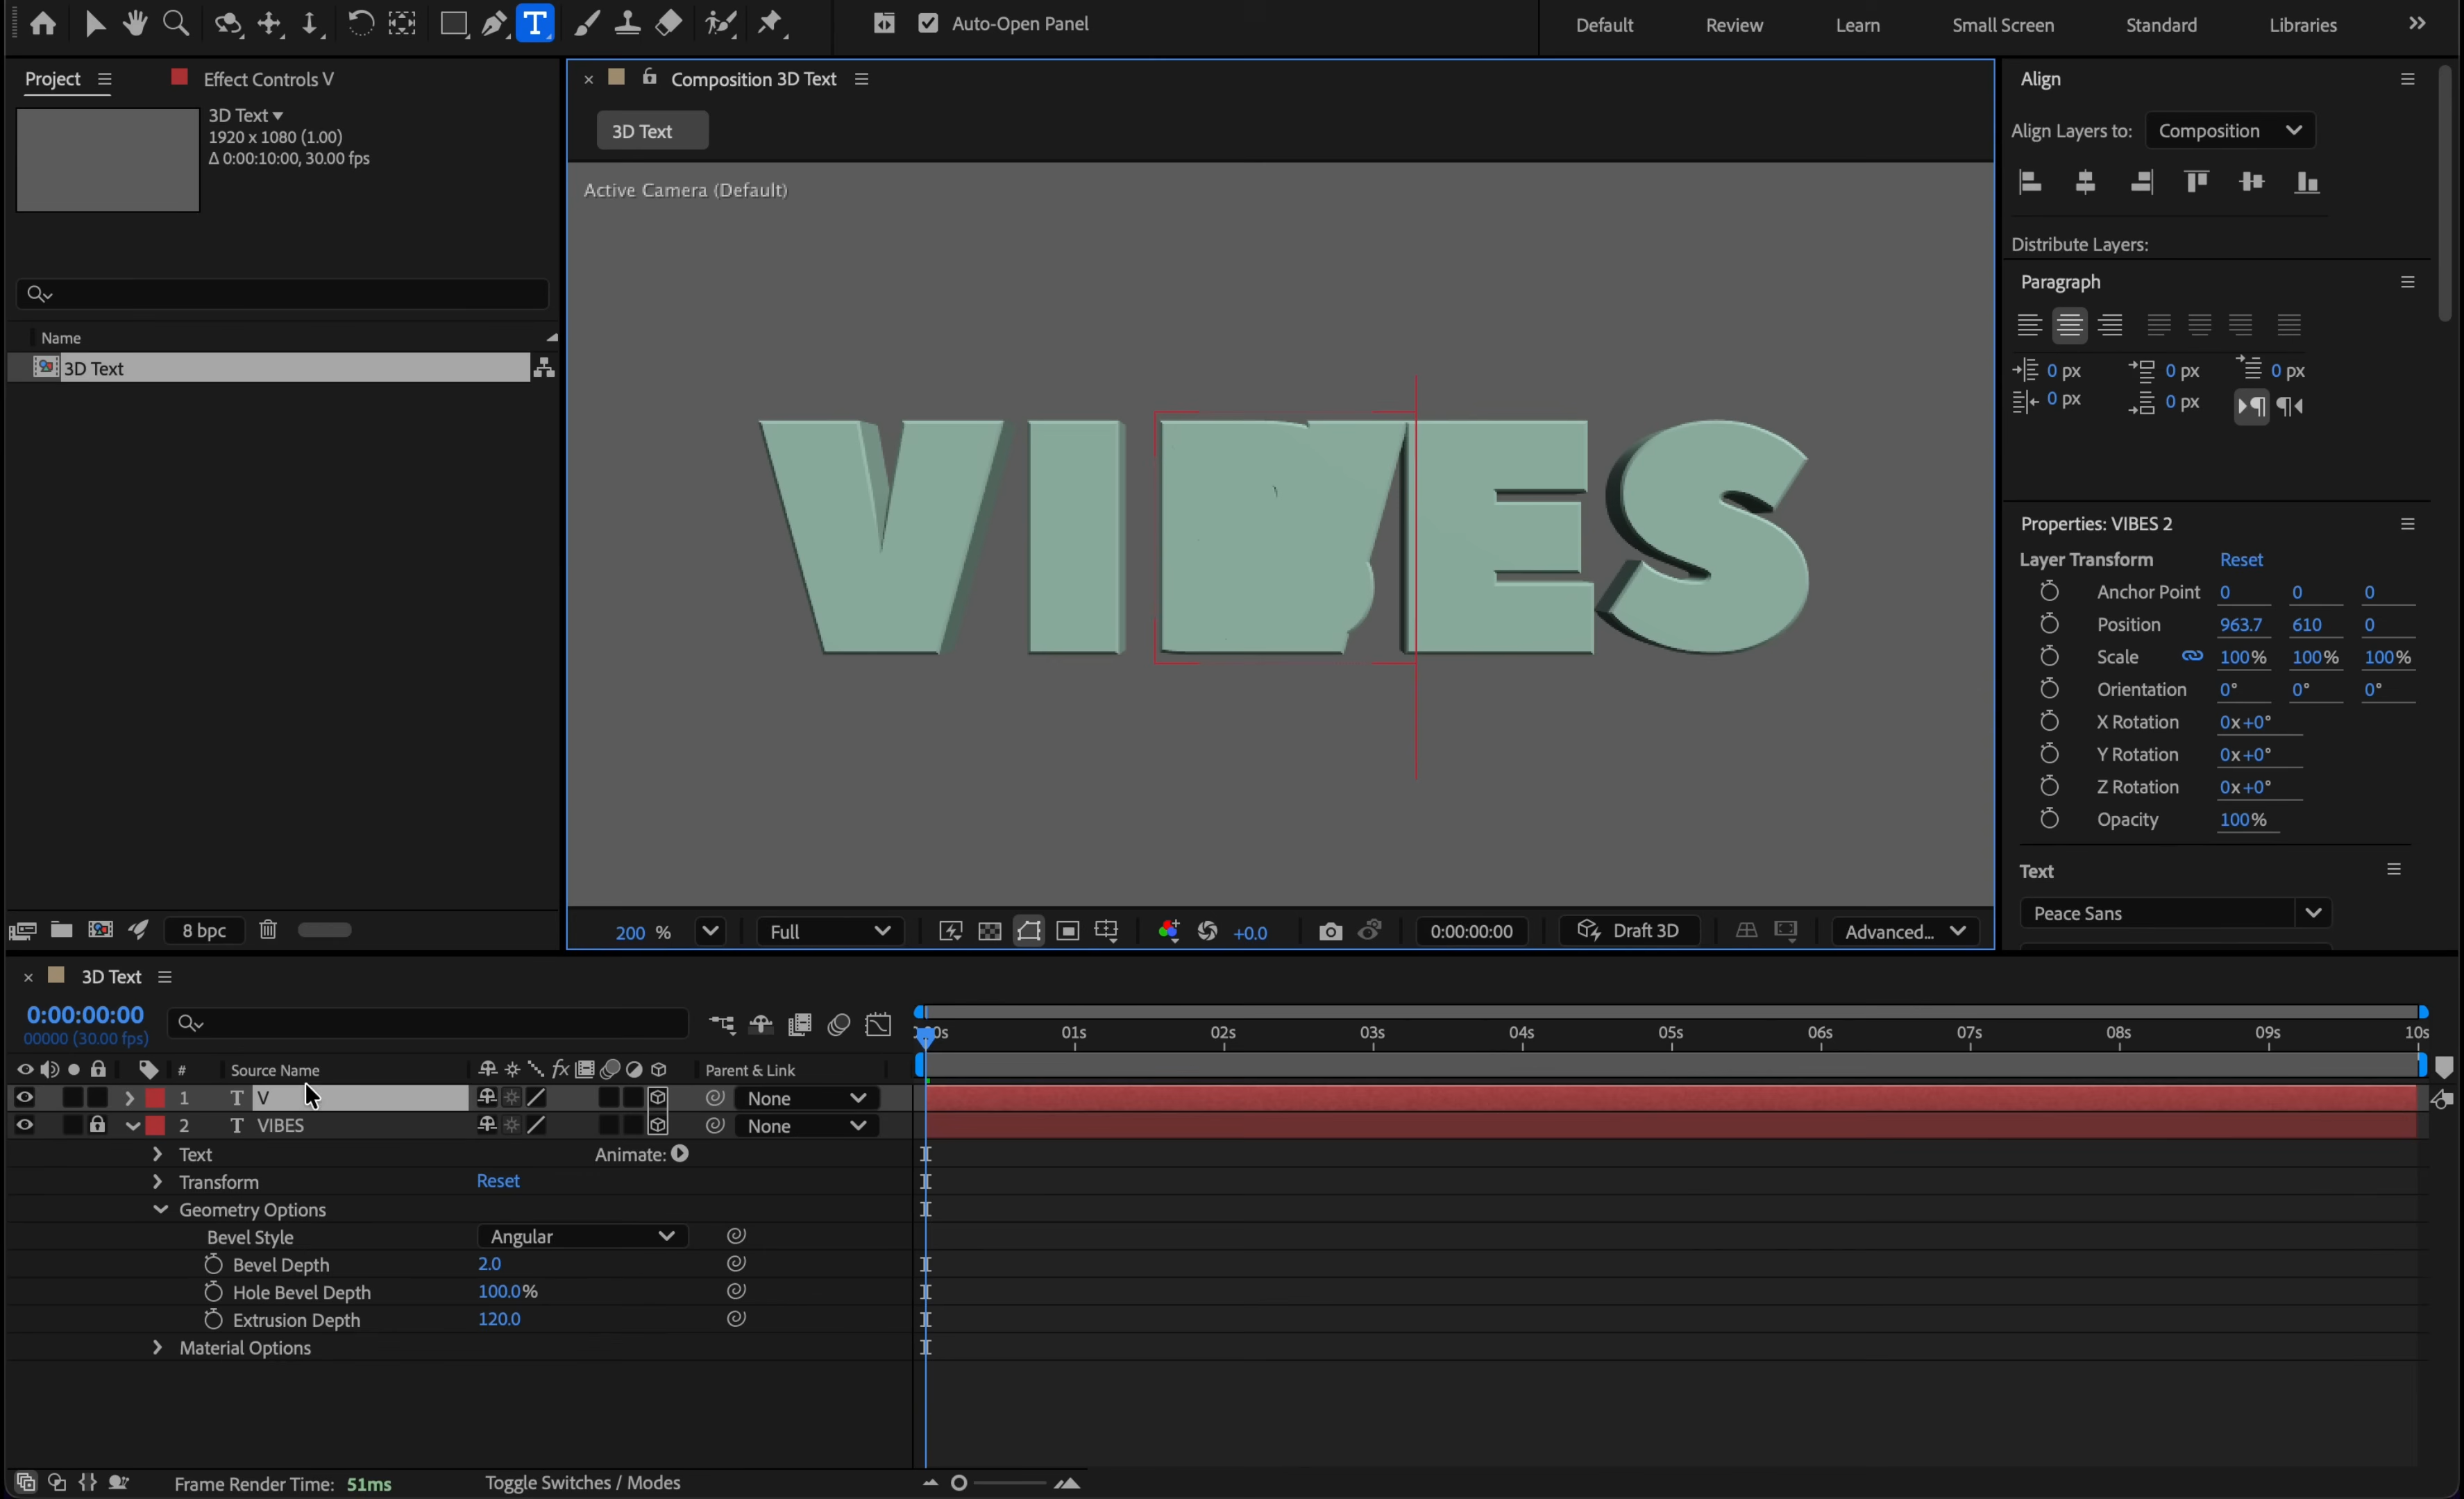 Auto-Open Panel
Default
Review
Learn
Small Screen
Standard
Libraries
Project
Effect Controls V
3D Text
1920 x 1080 (1.00)
Δ 0:00:10:00, 30.00 fps
Name
3D Text
8 bpc
Composition 3D Text
3D Text
Active Camera (Default)
VIBES
V
200 %
Full
+0.0
0:00:00:00
Draft 3D
Advanced...
Align
Align Layers to: Composition
Distribute Layers:
Paragraph
0 px 0 px 0 px
0 px 0 px
Properties: VIBES 2
Layer Transform Reset
Anchor Point 0 0 0
Position 963.7 610 0
Scale 100% 100% 100%
Orientation 0° 0° 0°
X Rotation 0x+0°
Y Rotation 0x+0°
Z Rotation 0x+0°
Opacity 100%
Text
Peace Sans
3D Text
0:00:00:00
00000 (30.00 fps)
01s 02s 03s 04s 05s 06s 07s 08s 09s 10s
# Source Name fx Parent & Link
1 T V None
2 T VIBES None
Text Animate:
Transform Reset
Geometry Options
Bevel Style Angular
Bevel Depth 2.0
Hole Bevel Depth 100.0%
Extrusion Depth 120.0
Material Options
Frame Render Time: 51ms
Toggle Switches / Modes